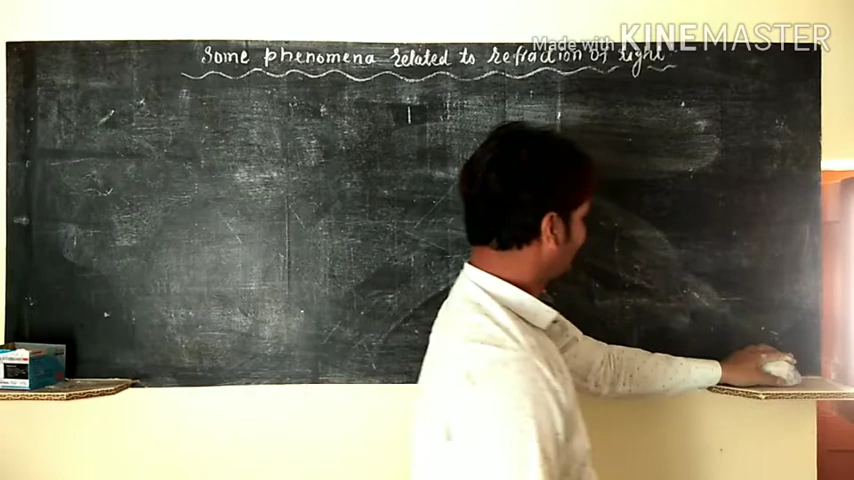 Some phenomena related to refraction of light
Made with KINEMASTER